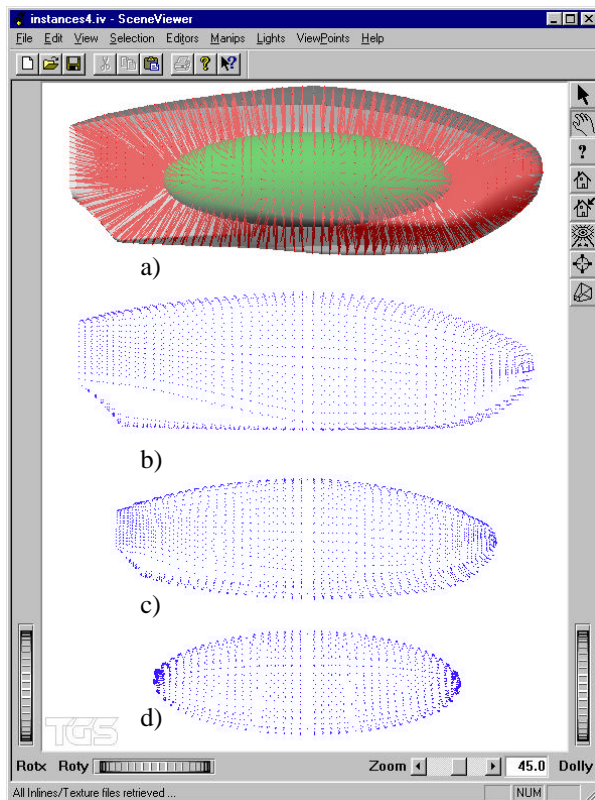 instances4.iv - SceneViewer
File Edit View Selection Editors Manips Lights ViewPoints Help
a)
b)
c)
d)
TGS
Rotx Roty Zoom 45.0 Dolly
All Inlines/Texture files retrieved ... NUM